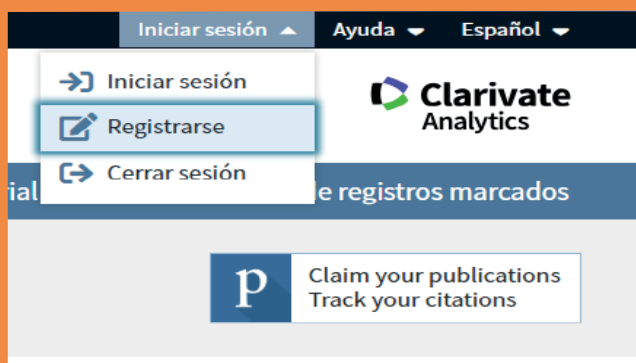 Iniciar sesión Ayuda Español
Iniciar sesión
Registrarse
Cerrar sesión
Clarivate
Analytics
e registros marcados
p
Claim your publications
Track your citations